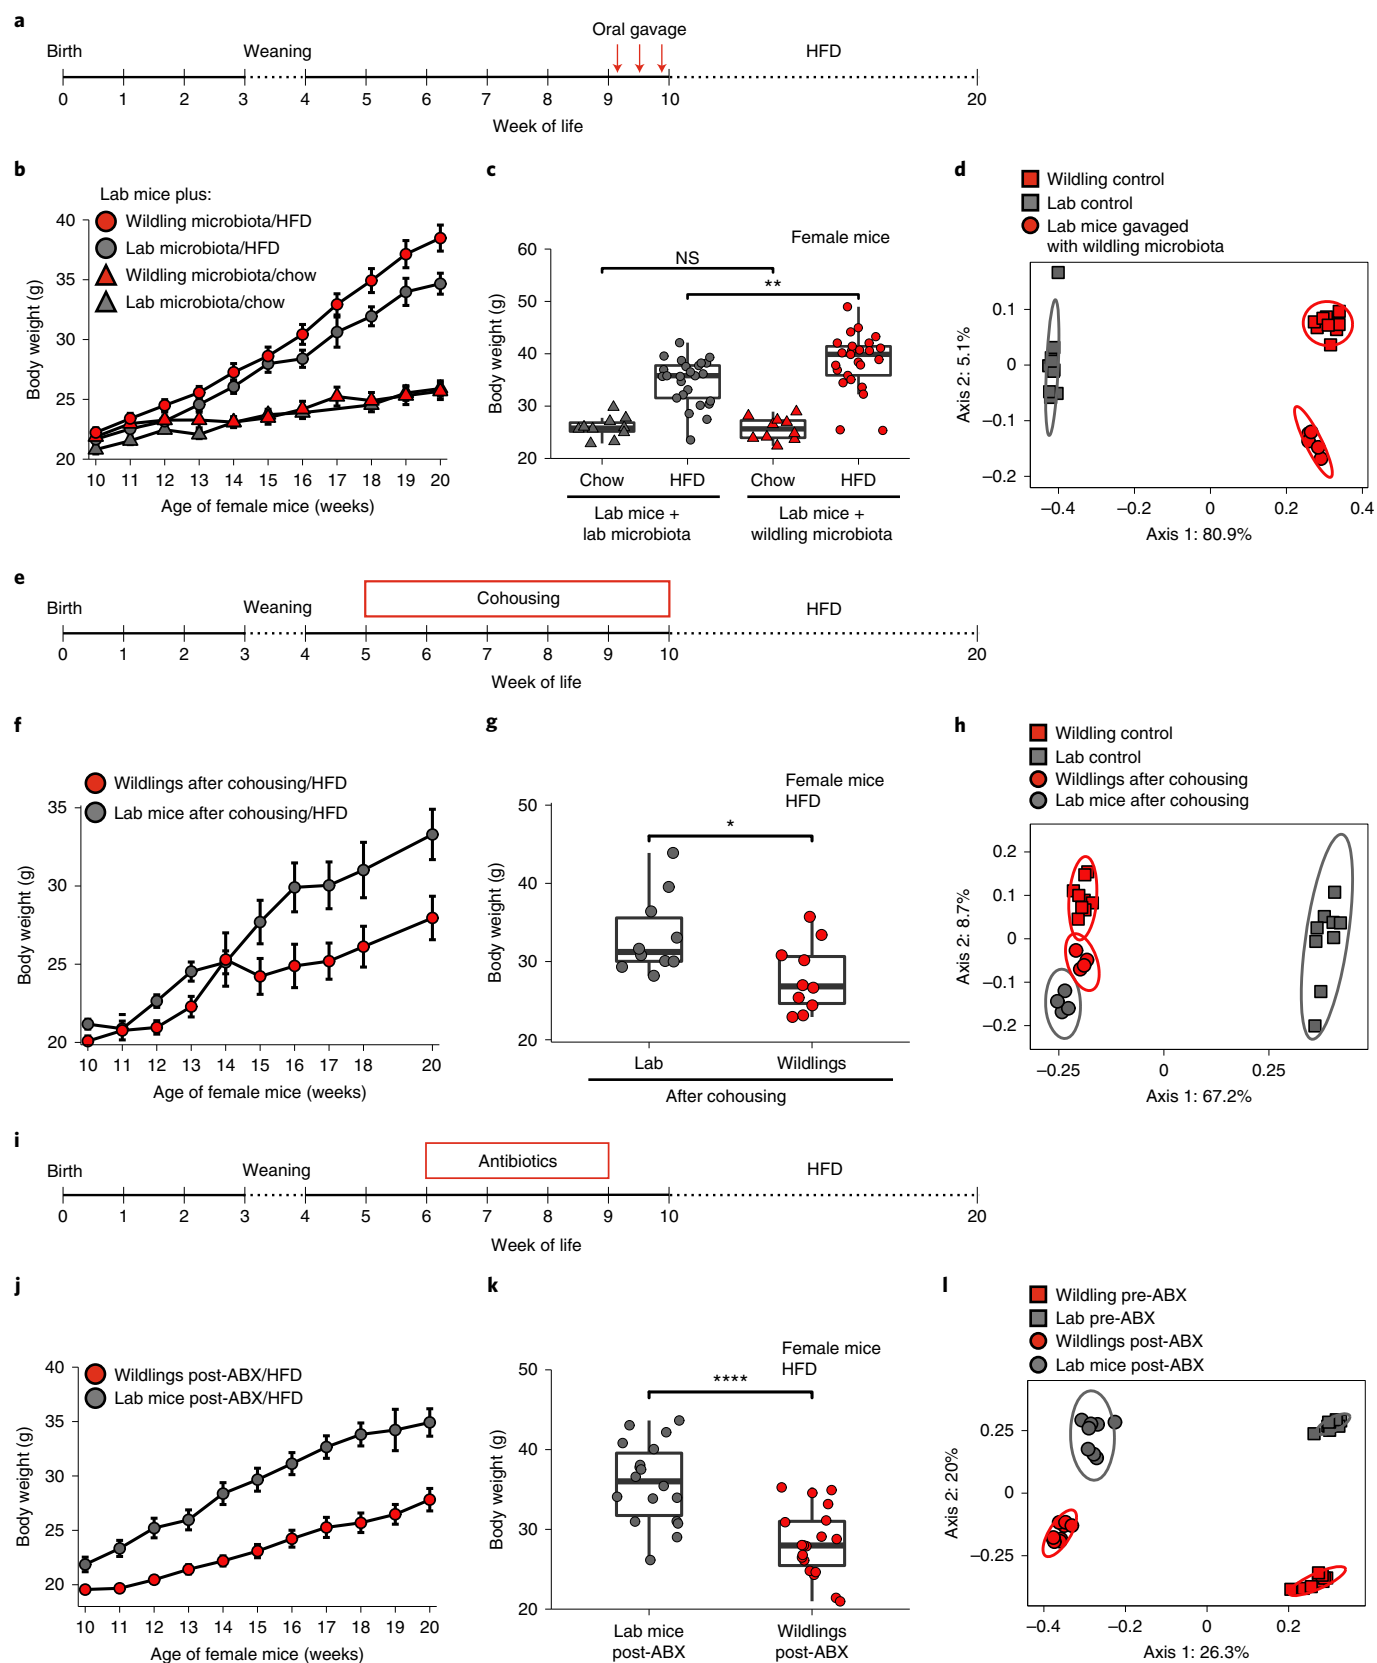 a
Oral gavage
Birth
Weaning
HFD
0 1 2 3 4 5 6 7 8 9 10 20
Week of life
b
Lab mice plus:
Wildling microbiota/HFD
Lab microbiota/HFD
Wildling microbiota/chow
Lab microbiota/chow
Body weight (g)
40
35
30
25
20
10 11 12 13 14 15 16 17 18 19 20
Age of female mice (weeks)
c
Female mice
NS
**
Body weight (g)
60
50
40
30
20
Chow HFD Chow HFD
Lab mice + Lab mice +
lab microbiota wildling microbiota
d
Wildling control
Lab control
Lab mice gavaged
with wildling microbiota
Axis 2: 5.1%
0.1
0
−0.1
−0.2
−0.4 −0.2 0 0.2 0.4
Axis 1: 80.9%
e
Cohousing
Birth
Weaning
HFD
0 1 2 3 4 5 6 7 8 9 10 20
Week of life
f
Wildlings after cohousing/HFD
Lab mice after cohousing/HFD
Body weight (g)
35
30
25
20
10 11 12 13 14 15 16 17 18 20
Age of female mice (weeks)
g
Female mice
HFD
*
Body weight (g)
50
40
30
20
Lab Wildlings
After cohousing
h
Wildling control
Lab control
Wildlings after cohousing
Lab mice after cohousing
Axis 2: 8.7%
0.2
0.1
0
−0.1
−0.2
−0.25 0 0.25
Axis 1: 67.2%
i
Antibiotics
Birth
Weaning
HFD
0 1 2 3 4 5 6 7 8 9 10 20
Week of life
j
Wildlings post-ABX/HFD
Lab mice post-ABX/HFD
Body weight (g)
40
35
30
25
20
10 11 12 13 14 15 16 17 18 19 20
Age of female mice (weeks)
k
Female mice
HFD
****
Body weight (g)
50
40
30
20
Lab mice Wildlings
post-ABX post-ABX
l
Wildling pre-ABX
Lab pre-ABX
Wildlings post-ABX
Lab mice post-ABX
Axis 2: 20%
0.25
0
−0.25
−0.4 −0.2 0 0.2
Axis 1: 26.3%